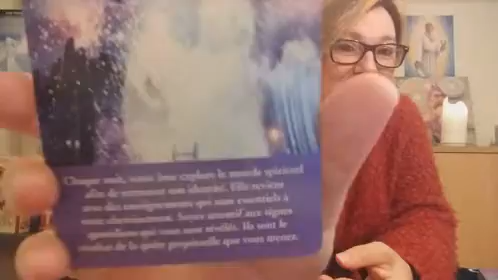 Chaque nuit, votre âme explore le monde spirituel
afin de retrouver son identité. Elle revient
avec des enseignements qui sont essentiels à
votre cheminement. Soyez attentif aux signes
qui vous sont révélés. Ils sont le
de la quête perpétuelle que vous menez.